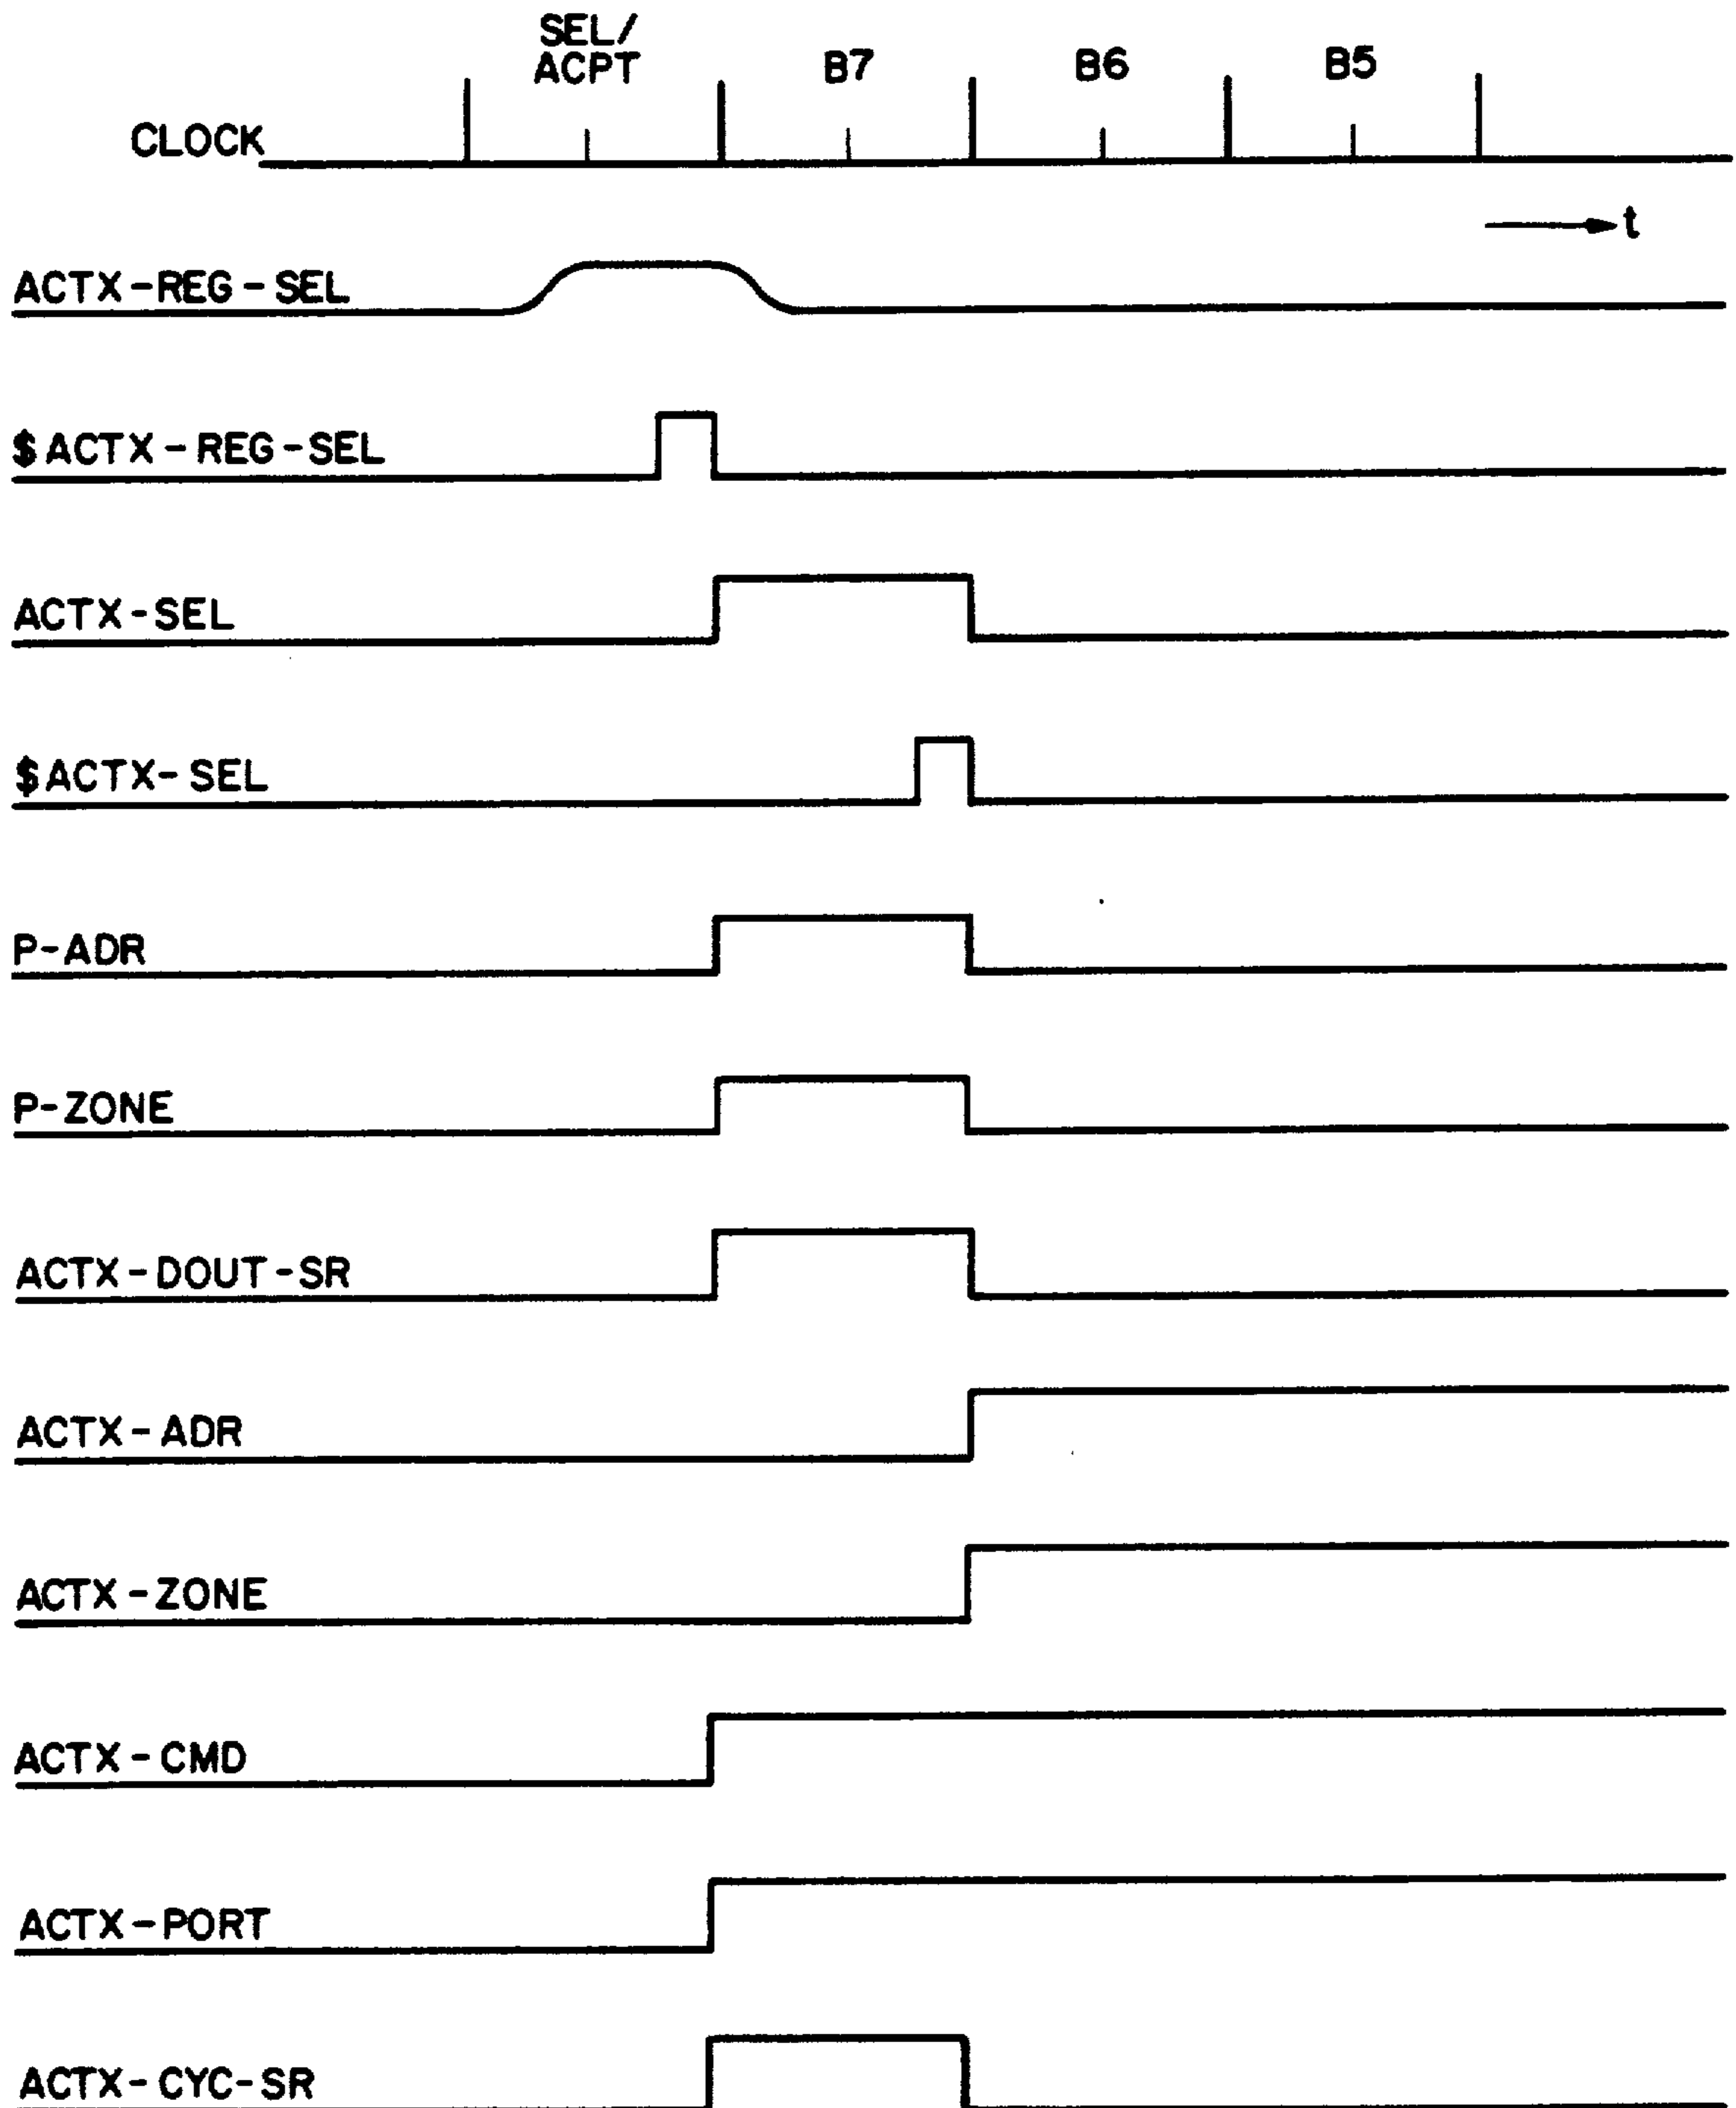 SEL/
ACPT
B7
B6
B5
CLOCK
t
ACTX-REG-SEL
$ACTX-REG-SEL
ACTX-SEL
$ACTX-SEL
P-ADR
P-ZONE
ACTX-DOUT-SR
ACTX-ADR
ACTX-ZONE
ACTX-CMD
ACTX-PORT
ACTX-CYC-SR